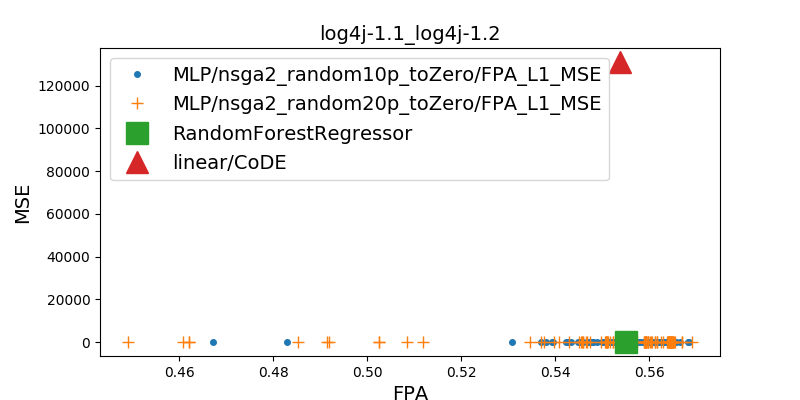 log4j-1.1_log4j-1.2
MLP/nsga2_random10p_toZero/FPA_L1_MSE
MLP/nsga2_random20p_toZero/FPA_L1_MSE
RandomForestRegressor
linear/CoDE
MSE
120000
100000
80000
60000
40000
20000
0
0.46 0.48 0.50 0.52 0.54 0.56
FPA